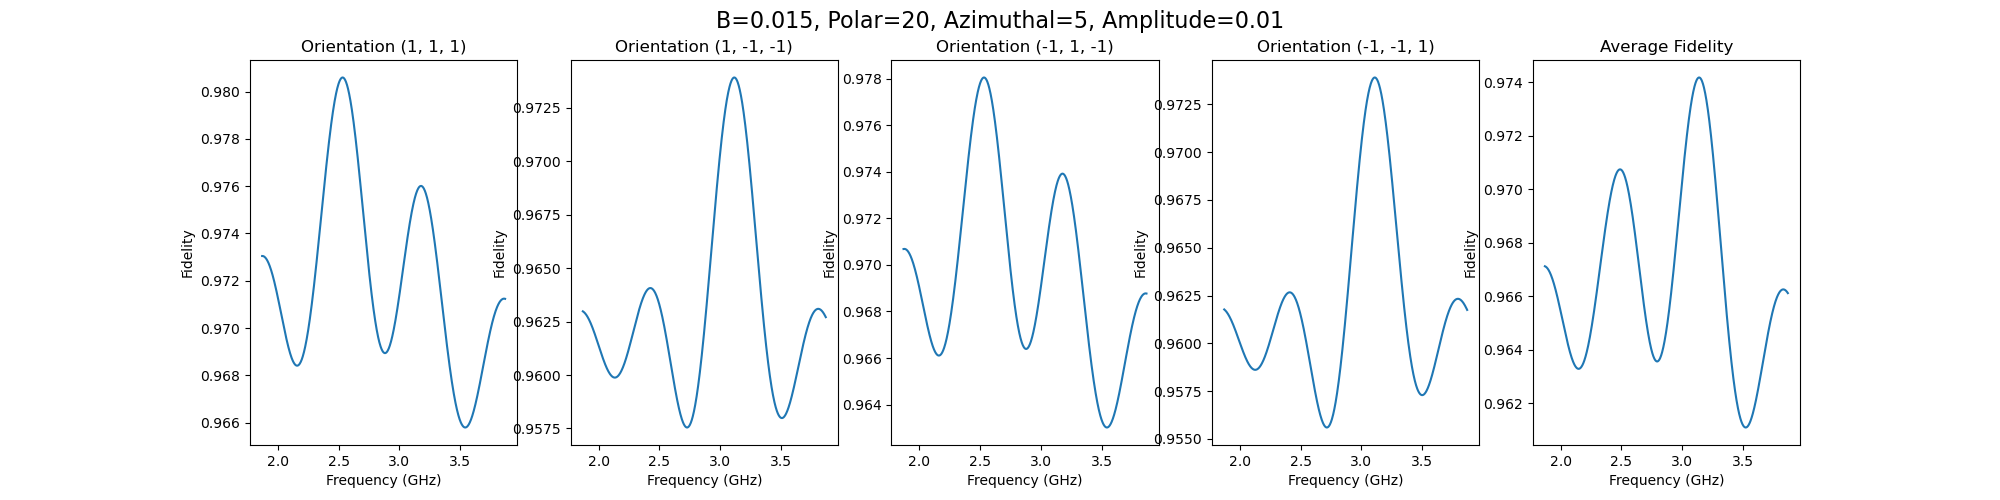 B=0.015, Polar=20, Azimuthal=5, Amplitude=0.01
Orientation (1, 1, 1)
Fidelity
0.980
0.978
0.976
0.974
0.972
0.970
0.968
0.966
2.0 2.5 3.0 3.5
Frequency (GHz)
Orientation (1, -1, -1)
Fidelity
0.9725
0.9700
0.9675
0.9650
0.9625
0.9600
0.9575
2.0 2.5 3.0 3.5
Frequency (GHz)
Orientation (-1, 1, -1)
Fidelity
0.978
0.976
0.974
0.972
0.970
0.968
0.966
0.964
2.0 2.5 3.0 3.5
Frequency (GHz)
Orientation (-1, -1, 1)
Fidelity
0.9725
0.9700
0.9675
0.9650
0.9625
0.9600
0.9575
0.9550
2.0 2.5 3.0 3.5
Frequency (GHz)
Average Fidelity
Fidelity
0.974
0.972
0.970
0.968
0.966
0.964
0.962
2.0 2.5 3.0 3.5
Frequency (GHz)